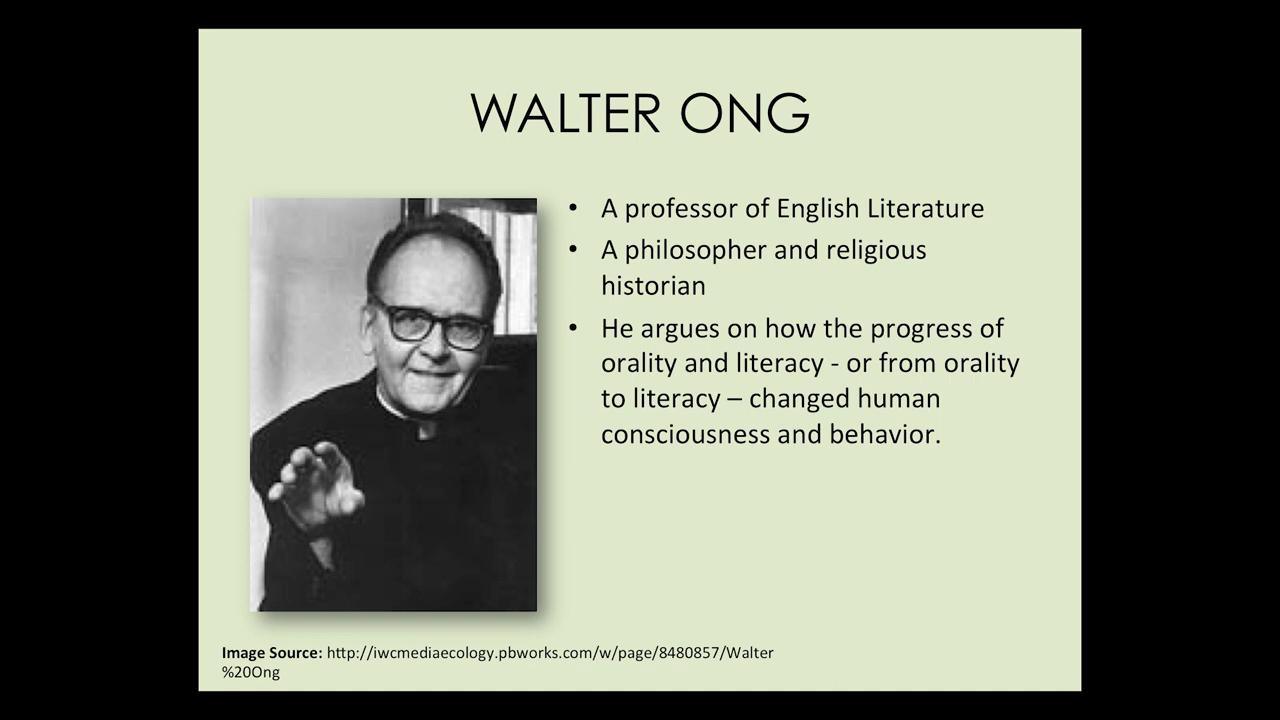 WALTER ONG
• A professor of English Literature
• A philosopher and religious
historian
• He argues on how the progress of
orality and literacy - or from orality
to literacy – changed human
consciousness and behavior.
Image Source: http://iwcmediaecology.pbworks.com/w/page/8480857/Walter
%20Ong